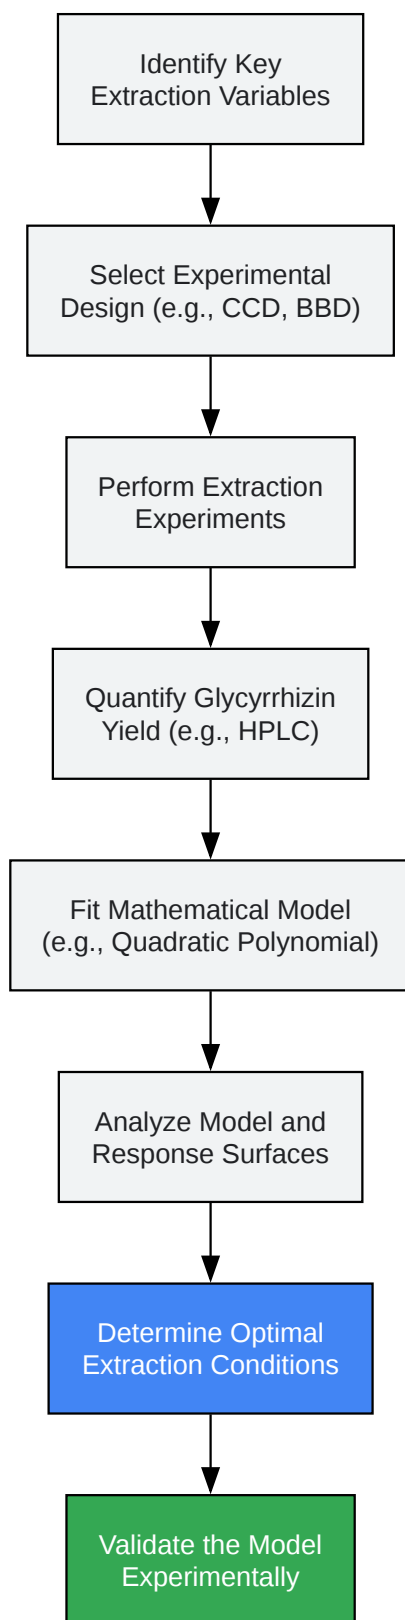 Identify Key
Extraction Variables
Select Experimental
Design (e.g., CCD, BBD)
Perform Extraction
Experiments
Quantify Glycyrrhizin
Yield (e.g., HPLC)
Fit Mathematical Model
(e.g., Quadratic Polynomial)
Analyze Model and
Response Surfaces
Determine Optimal
Extraction Conditions
Validate the Model
Experimentally